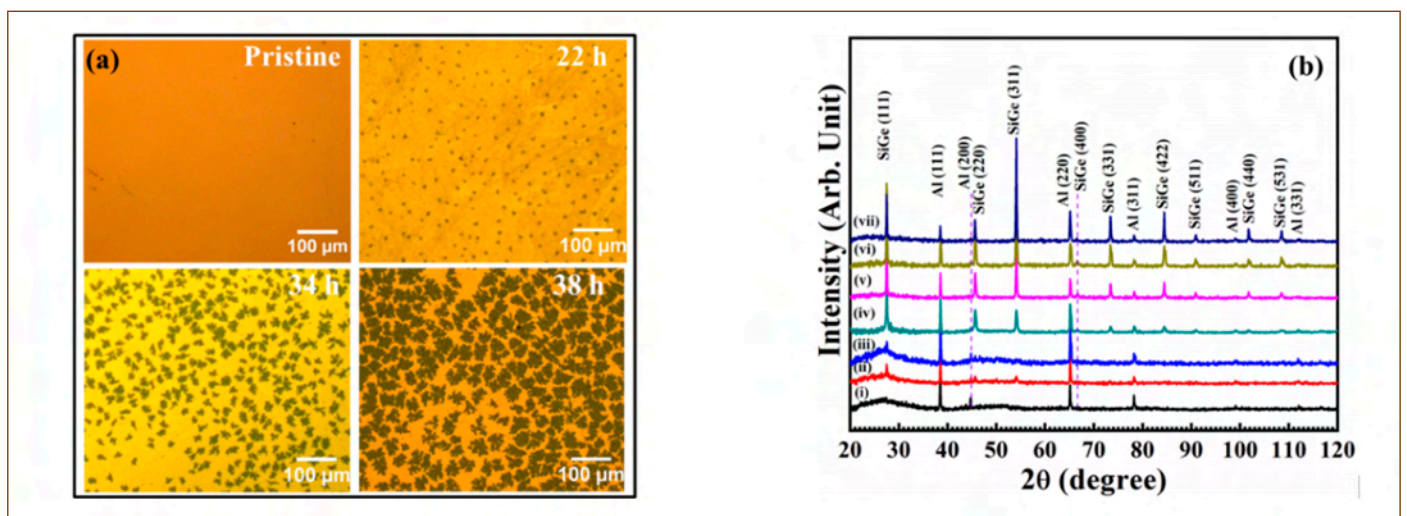 (a)
Pristine
100 µm
22 h
100 µm
34 h
100 µm
38 h
100 µm
(b)
Intensity (Arb. Unit)
SiGe (111)
Al (111)
Al (200)
SiGe (220)
SiGe (311)
Al (220)
SiGe (400)
SiGe (331)
Al (311)
SiGe (422)
SiGe (511)
Al (400)
SiGe (440)
SiGe (531)
Al (331)
(vii)
(vi)
(v)
(iv)
(iii)
(ii)
(i)
20 30 40 50 60 70 80 90 100 110 120
2θ (degree)